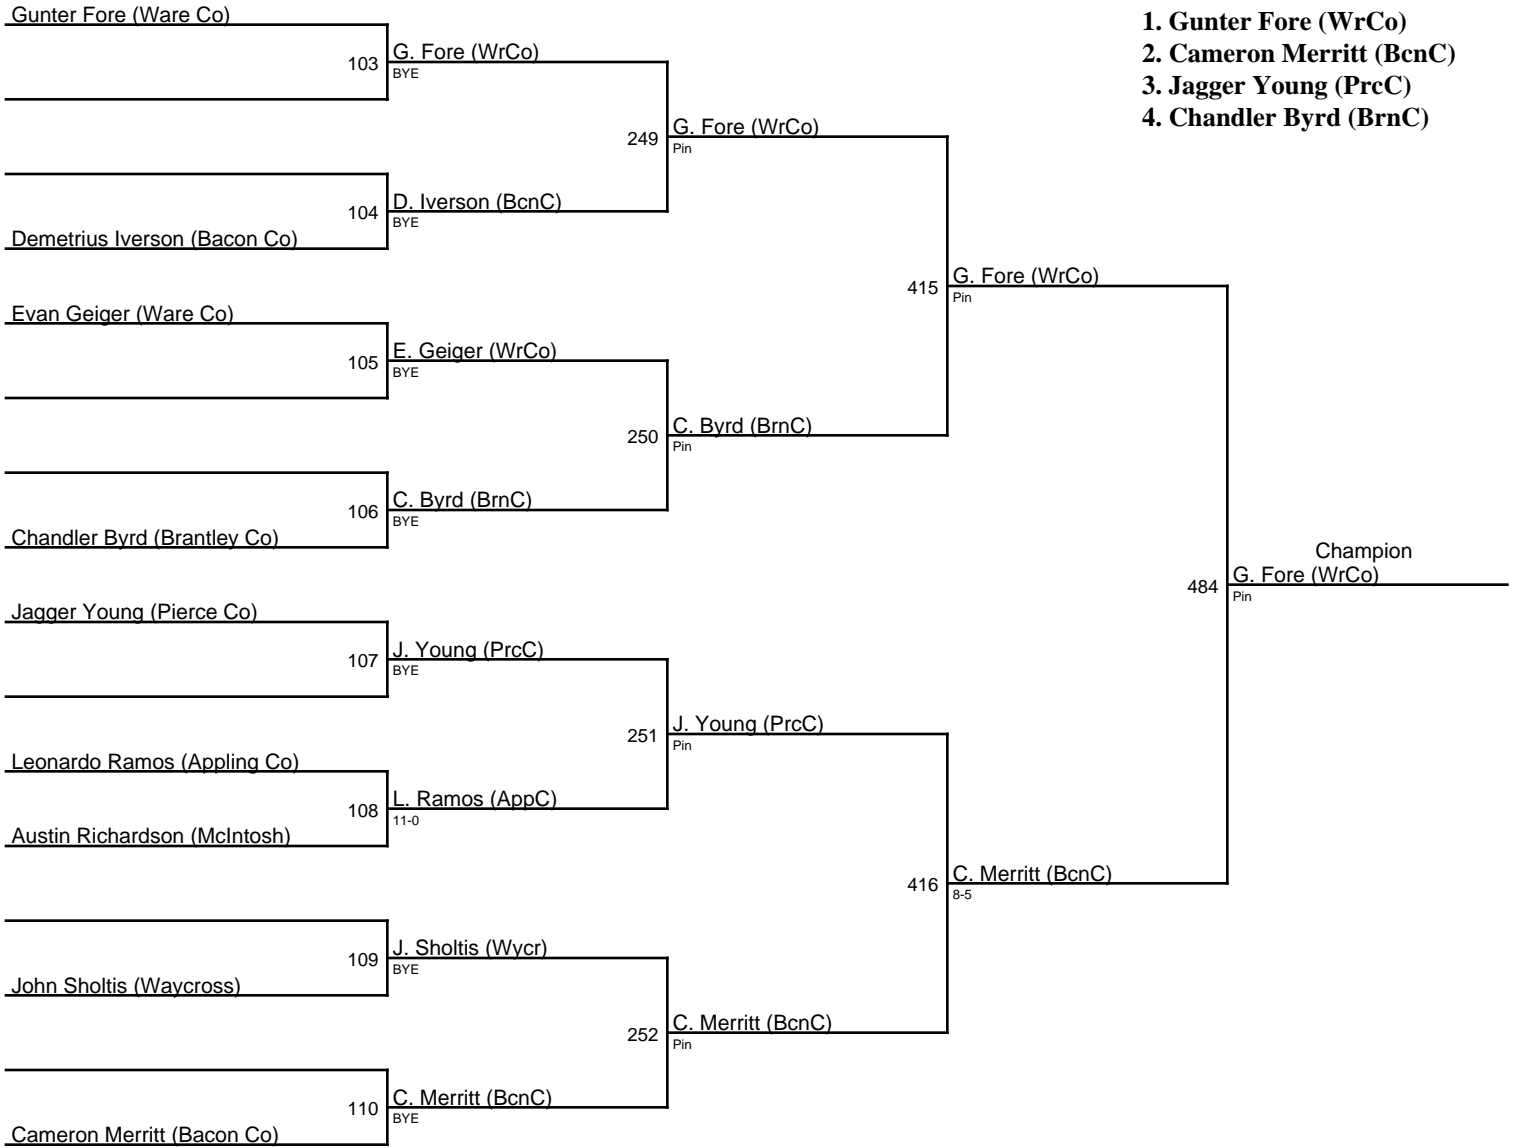 Gunter Fore (Ware Co)
1. Gunter Fore (WrCo)
2. Cameron Merritt (BcnC)
3. Jagger Young (PrcC)
4. Chandler Byrd (BrnC)
103
G. Fore (WrCo)
BYE
249
G. Fore (WrCo)
Pin
104
D. Iverson (BcnC)
BYE
Demetrius Iverson (Bacon Co)
415
G. Fore (WrCo)
Pin
Evan Geiger (Ware Co)
105
E. Geiger (WrCo)
BYE
250
C. Byrd (BrnC)
Pin
106
C. Byrd (BrnC)
BYE
Chandler Byrd (Brantley Co)
Champion
484
G. Fore (WrCo)
Pin
Jagger Young (Pierce Co)
107
J. Young (PrcC)
BYE
251
J. Young (PrcC)
Pin
Leonardo Ramos (Appling Co)
108
L. Ramos (AppC)
11-0
Austin Richardson (McIntosh)
416
C. Merritt (BcnC)
8-5
109
J. Sholtis (Wycr)
BYE
John Sholtis (Waycross)
252
C. Merritt (BcnC)
Pin
110
C. Merritt (BcnC)
BYE
Cameron Merritt (Bacon Co)